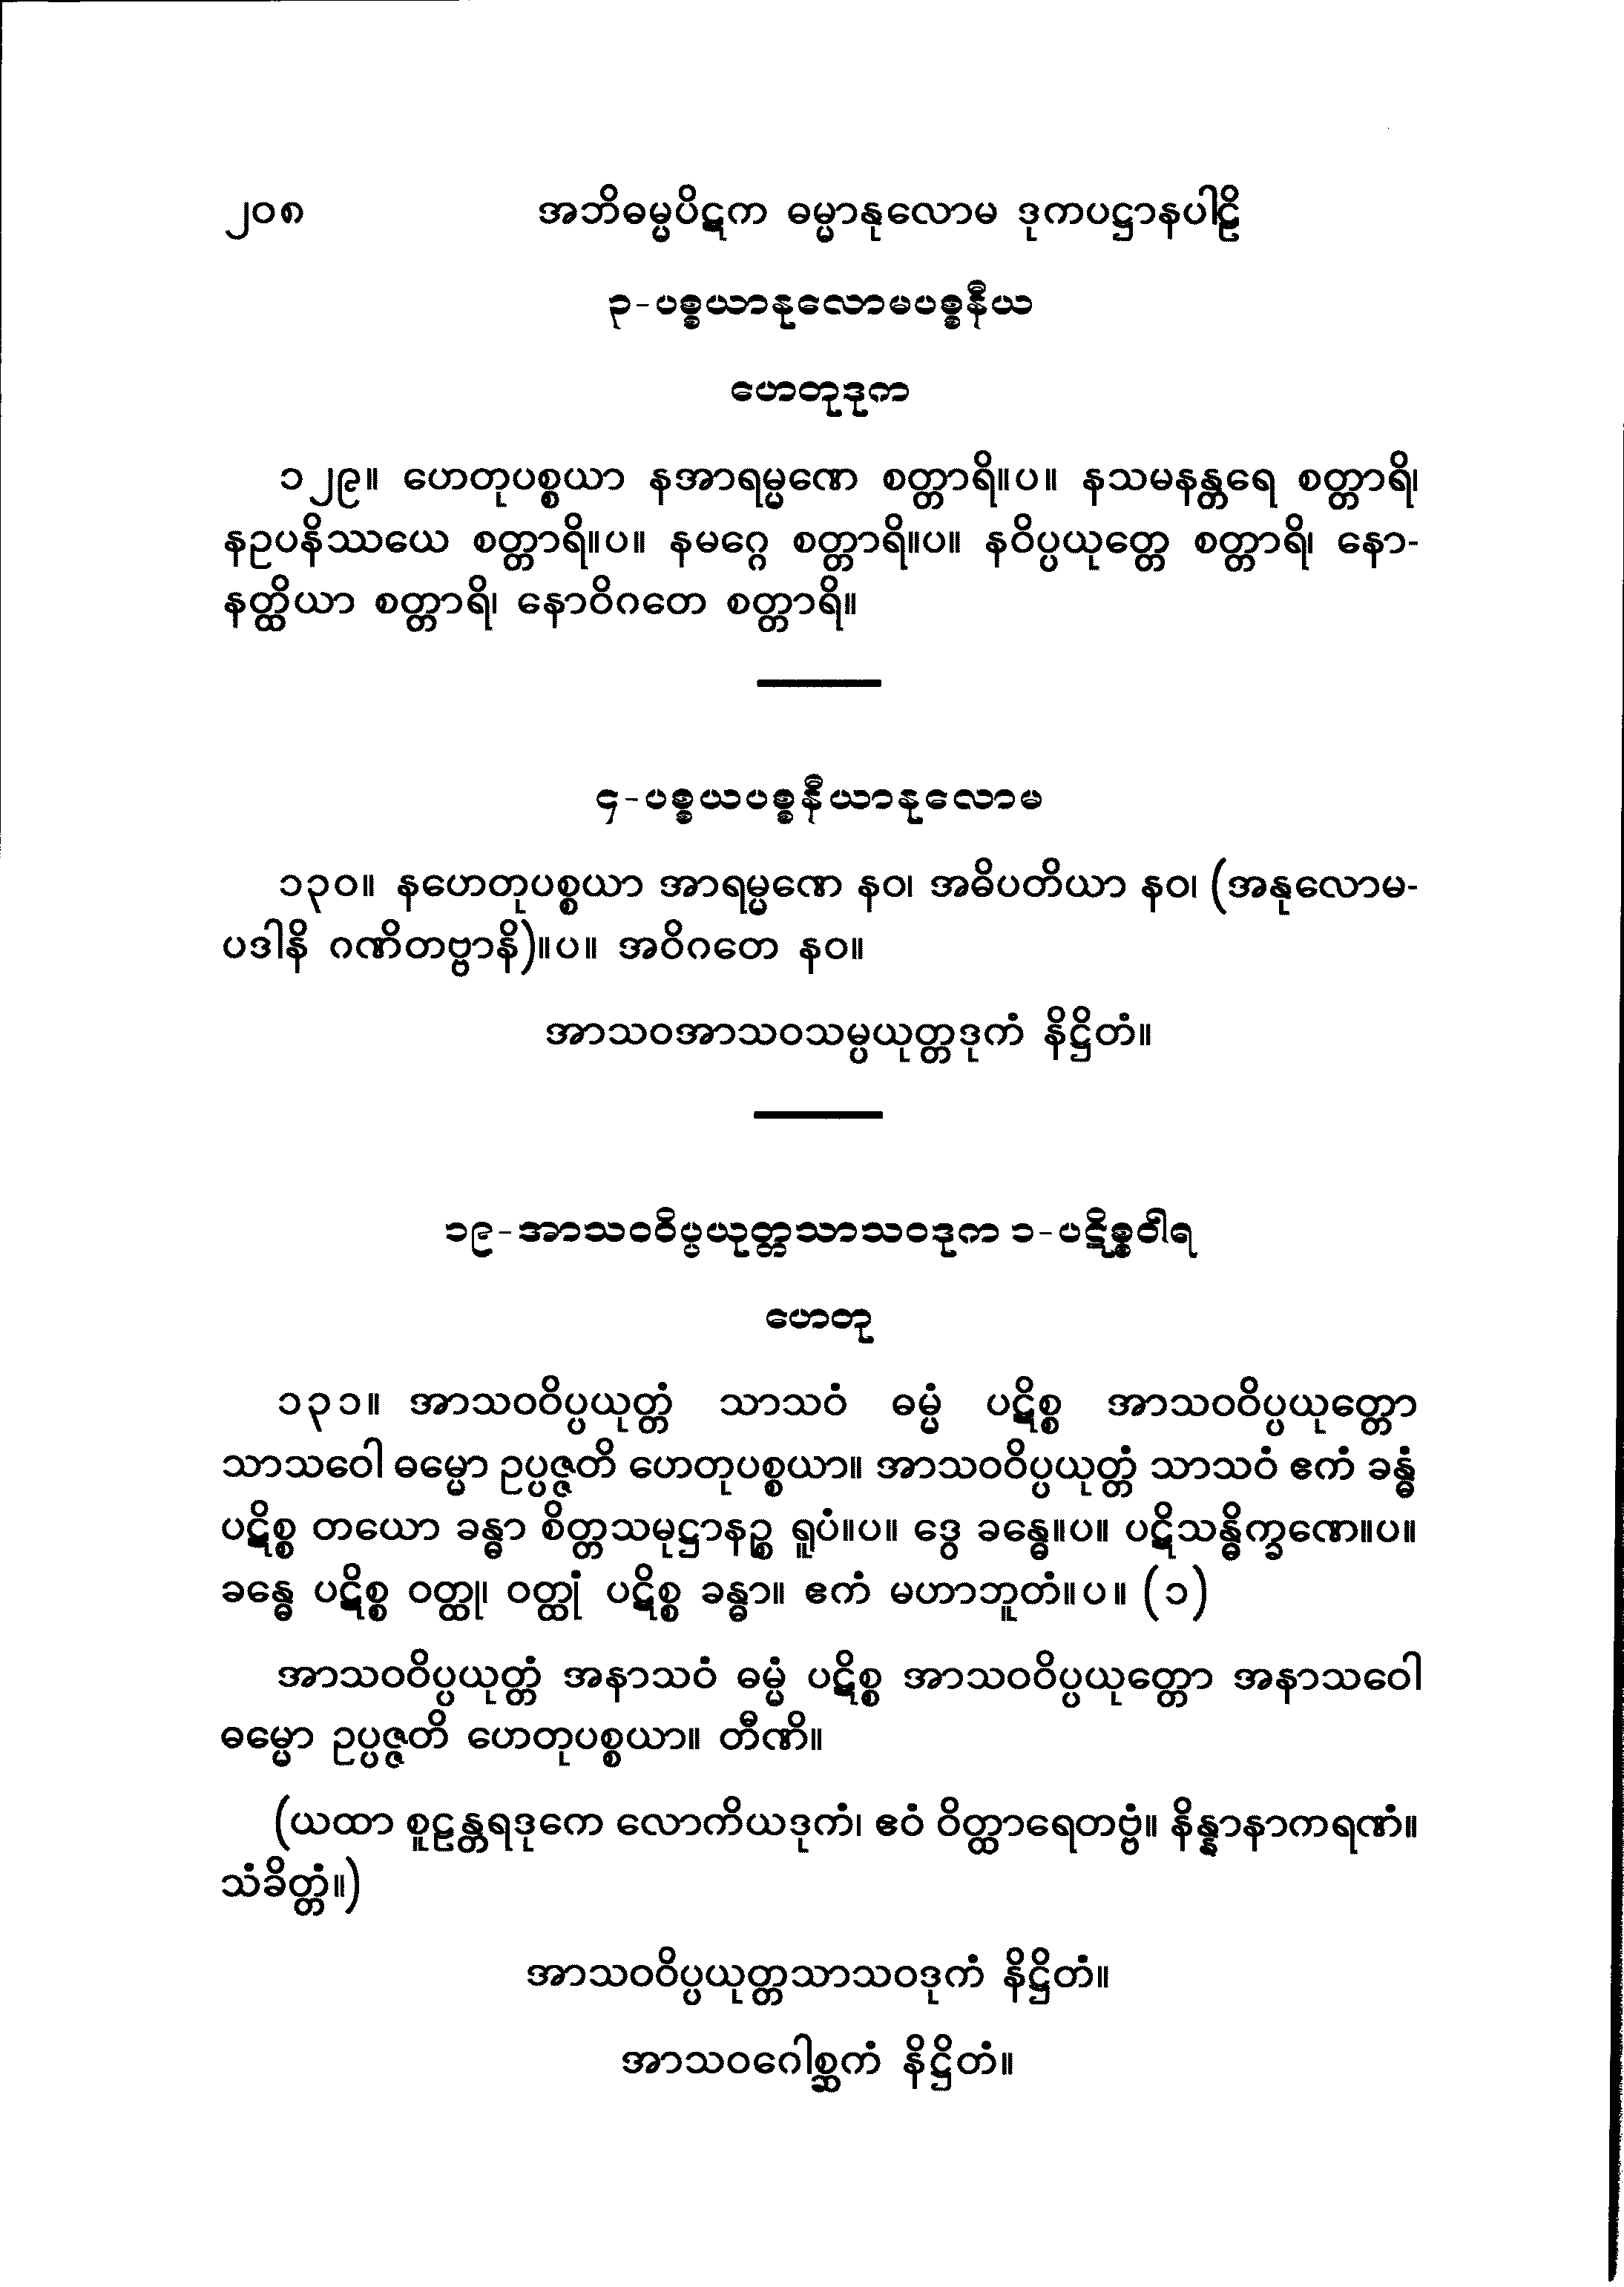 ၂၀၈ အဘိဓမ္မပိဋက ဓမ္မာနုလောမ ဒုကပဋ္ဌာနပါဠိ
၃-ပစ္စယာနုလောမပစ္စနီယ
ဟေတုဒုက
၁၂၉။ ဟေတုပစ္စယာ နအာရမ္မဏေ စတ္တာရိ။ပ။ နသမနန္တရေ စတ္တာရိ၊
နဥပနိဿယေ စတ္တာရိ။ပ။ နမဂ္ဂေ စတ္တာရိ။ပ။ နဝိပ္ပယုတ္တေ စတ္တာရိ၊ နော-
နတ္ထိယာ စတ္တာရိ၊ နောဝိဂတေ စတ္တာရိ။
၄-ပစ္စယပစ္စနီယာနုလောမ
၁၃၀။ နဟေတုပစ္စယာ အာရမ္မဏေ နဝ၊ အဓိပတိယာ နဝ၊ (အနုလောမ-
ပဒါနိ ဂဏိတဗ္ဗာနိ)။ပ။ အဝိဂတေ နဝ။
အာသဝအာသဝသမ္ပယုတ္တဒုကံ နိဋ္ဌိတံ။
၁၉-အာသဝဝိပ္ပယုတ္တသာသဝဒုက ၁-ပဋိစ္စဝါရ
ဟေတု
၁၃၁။ အာသဝဝိပ္ပယုတ္တံ သာသဝံ ဓမ္မံ ပဋိစ္စ အာသဝဝိပ္ပယုတ္တော
သာသဝေါ ဓမ္မော ဥပ္ပဇ္ဇတိ ဟေတုပစ္စယာ။ အာသဝဝိပ္ပယုတ္တံ သာသဝံ ဧကံ ခန္ဓံ
ပဋိစ္စ တယော ခန္ဓာ စိတ္တသမုဋ္ဌာနဉ္စ ရူပံ။ပ။ ဒွေ ခန္ဓေ။ပ။ ပဋိသန္ဓိက္ခဏေ။ပ။
ခန္ဓေ ပဋိစ္စ ဝတ္ထု၊ ဝတ္ထုံ ပဋိစ္စ ခန္ဓာ။ ဧကံ မဟာဘူတံ။ပ။ (၁)
အာသဝဝိပ္ပယုတ္တံ အနာသဝံ ဓမ္မံ ပဋိစ္စ အာသဝဝိပ္ပယုတ္တော အနာသဝေါ
ဓမ္မော ဥပ္ပဇ္ဇတိ ဟေတုပစ္စယာ။ တီဏိ။
(ယထာ စူဠန္တရဒုကေ လောကိယဒုကံ၊ ဧဝံ ဝိတ္ထာရေတဗ္ဗံ။ နိန္နာနာကရဏံ။
သံခိတ္တံ။)
အာသဝဝိပ္ပယုတ္တသာသဝဒုကံ နိဋ္ဌိတံ။
အာသဝဂေါစ္ဆကံ နိဋ္ဌိတံ။